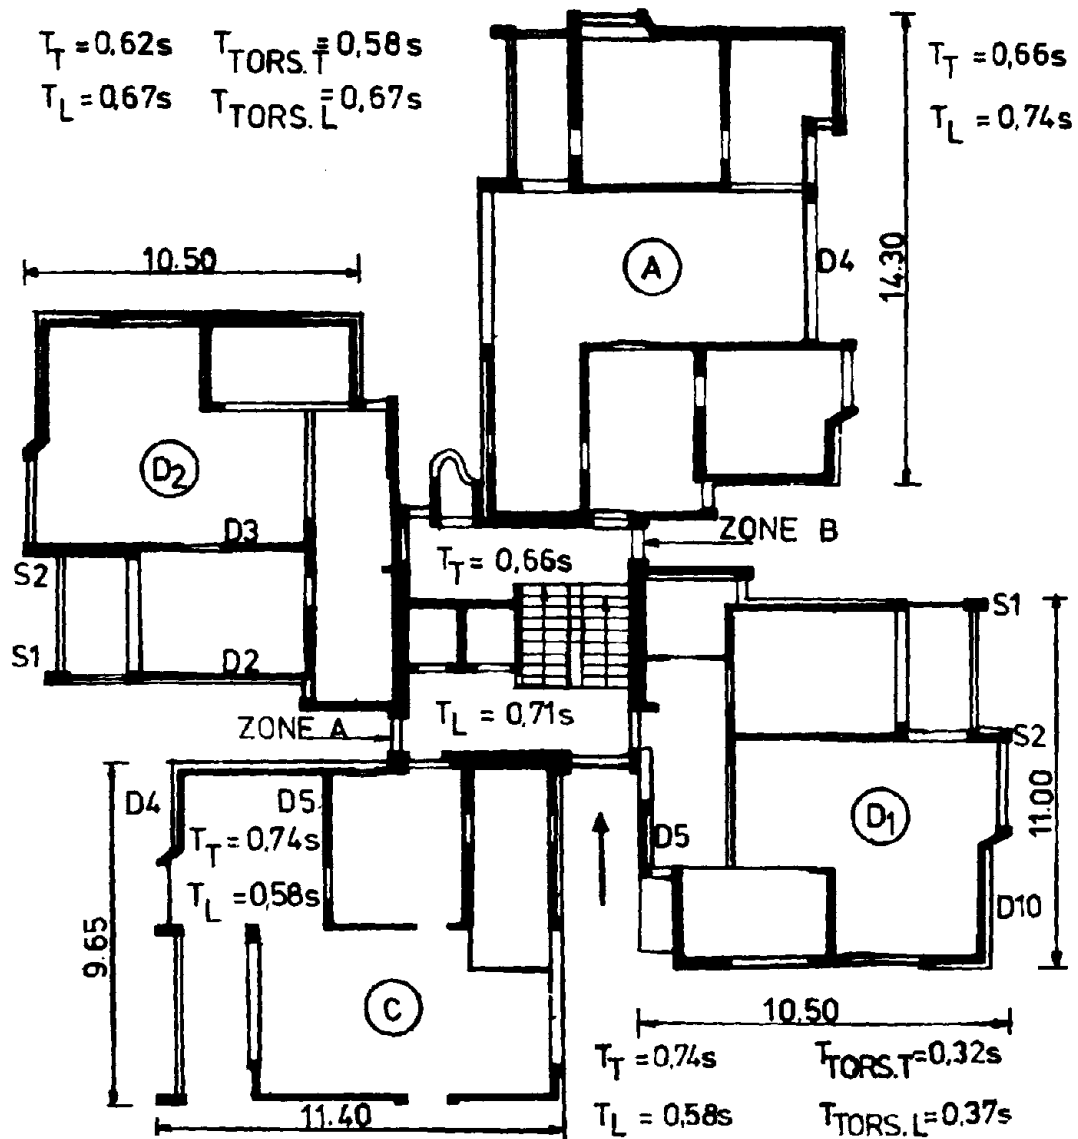 T_T = 0,62s T_TORS.T = 0,58s
T_L = 0,67s T_TORS.L = 0,67s
T_T = 0,66s
T_L = 0,74s
10.50
A
D4
14.30
D2
D3
S2
S1
D2
ZONE B
T_T = 0,66s
T_L = 0,71s
ZONE A
S1
S2
11.00
D1
D5
D10
D4
D5
T_T = 0,74s
T_L = 0,58s
9.65
C
11.40
10.50
T_T = 0,74s T_TORS.T = 0,32s
T_L = 0,58s T_TORS.L = 0,37s